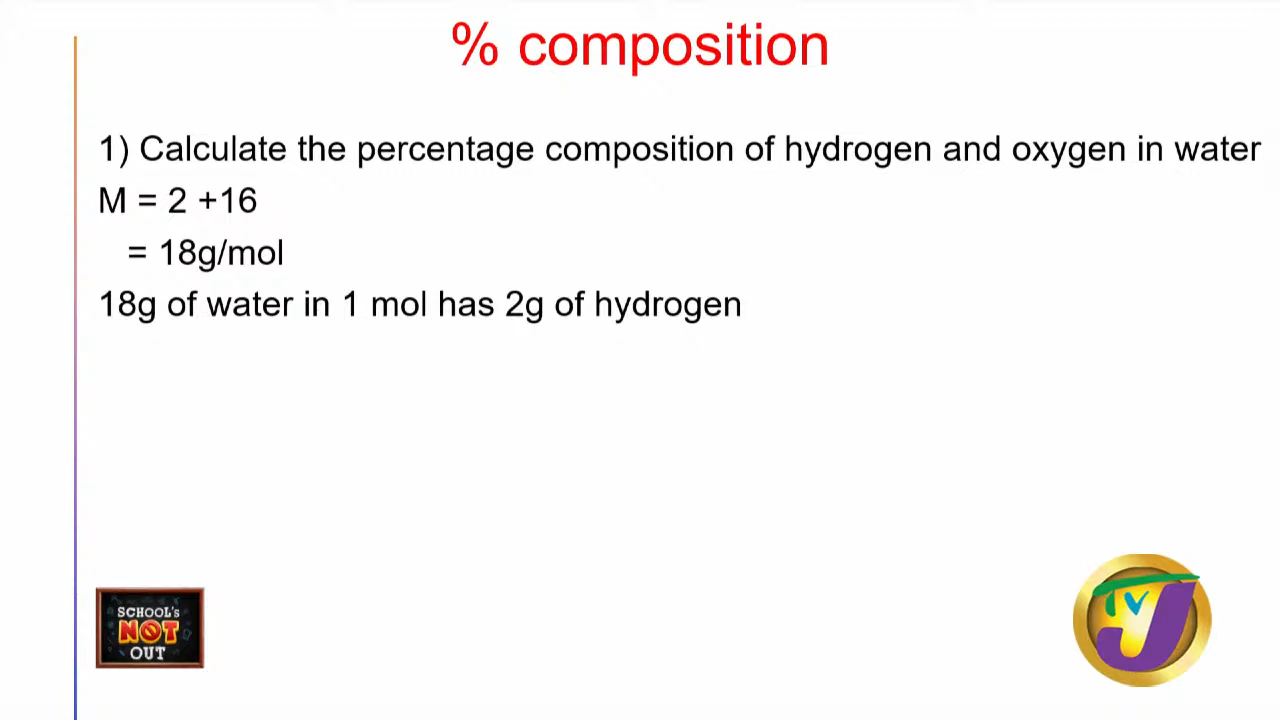 % composition
1) Calculate the percentage composition of hydrogen and oxygen in water
M = 2 +16
= 18g/mol
18g of water in 1 mol has 2g of hydrogen
SCHOOL's
NOT
OUT
TVJ